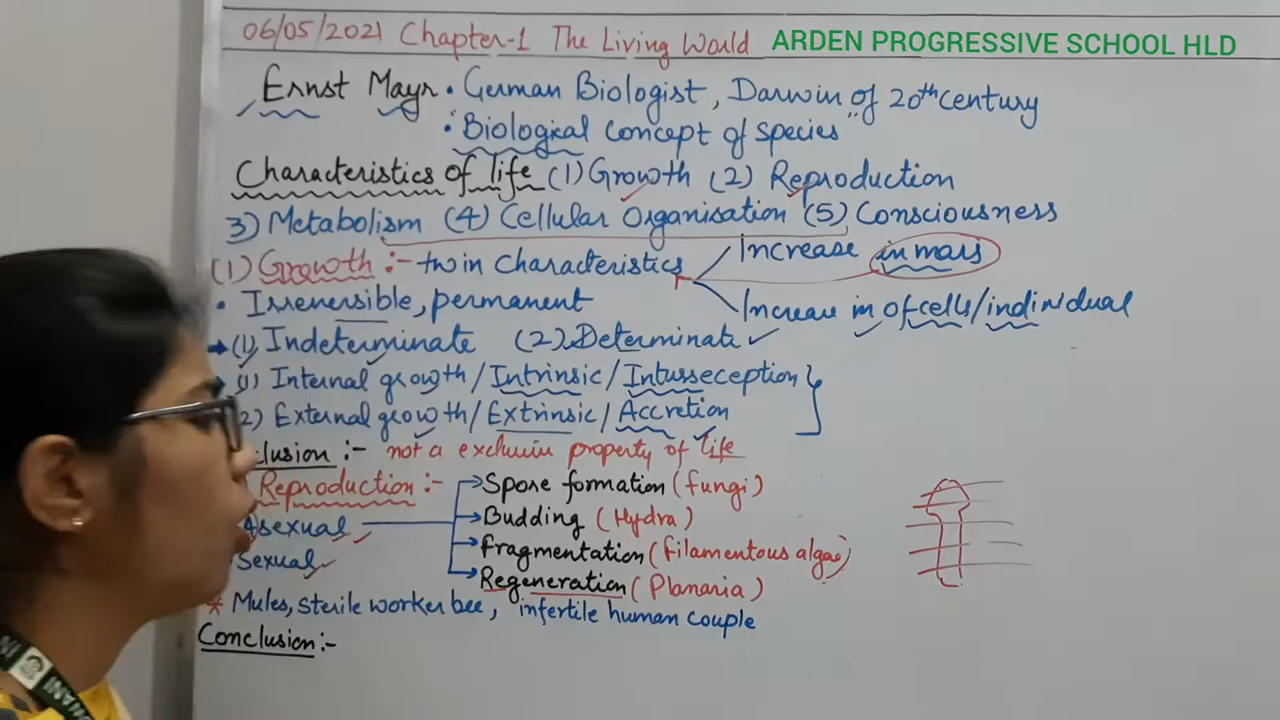 06/05/2021 Chapter-1 The Living World ARDEN PROGRESSIVE SCHOOL HLD
Ernst Mayr • German Biologist, Darwin of 20th century
• "Biological concept of species"
Characteristics of life (1) Growth (2) Reproduction
3) Metabolism (4) Cellular Organisation (5) Consciousness
(1) Growth :- twin characteristics Increase in mass
• Irreversible, permanent Increase in of cells/individual
(1) Indeterminate (2) Determinate
(1) Internal growth / Intrinsic / Intusseception
2) External growth / Extrinsic / Accretion
clusion :- not a exclusive property of life
Reproduction :- Spore formation (fungi)
Asexual Budding (Hydra)
Fragmentation (filamentous algae)
Sexual Regeneration (Planaria)
* Mules, sterile worker bee, infertile human couple
Conclusion :-